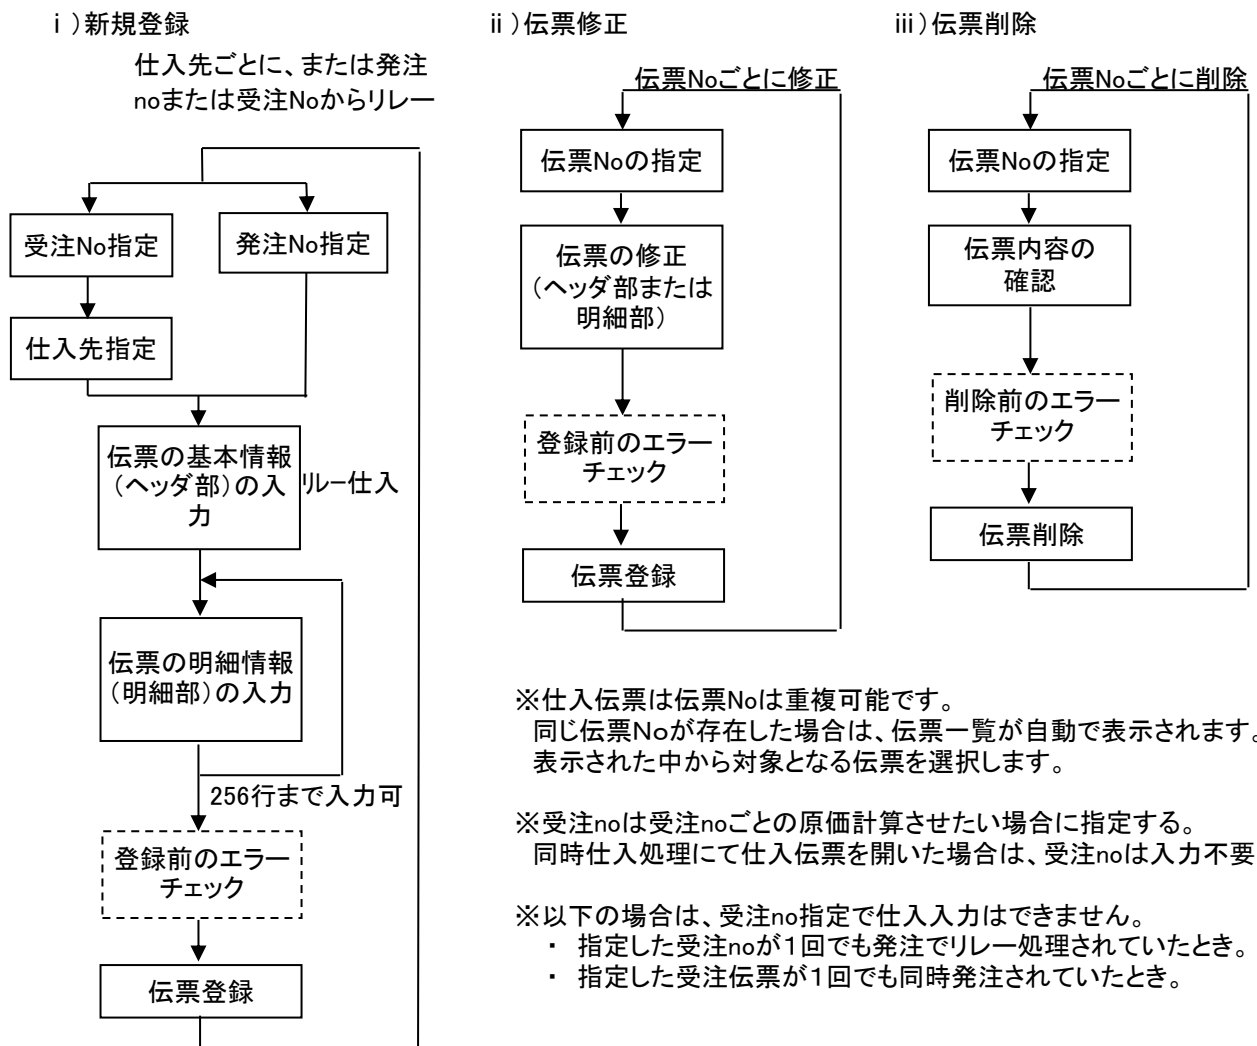 ⅰ）新規登録
仕入先ごとに、または発注
noまたは受注Noからリレー
受注No指定
発注No指定
仕入先指定
伝票の基本情報
（ヘッダ部）の入
力
リレー仕入
伝票の明細情報
（明細部）の入力
256行まで入力可
登録前のエラー
チェック
伝票登録
ⅱ）伝票修正
伝票Noごとに修正
伝票Noの指定
伝票の修正
（ヘッダ部または
明細部）
登録前のエラー
チェック
伝票登録
ⅲ）伝票削除
伝票Noごとに削除
伝票Noの指定
伝票内容の
確認
削除前のエラー
チェック
伝票削除
※仕入伝票は伝票Noは重複可能です。
同じ伝票Ｎｏが存在した場合は、伝票一覧が自動で表示されます。
表示された中から対象となる伝票を選択します。
※受注noは受注noごとの原価計算させたい場合に指定する。
同時仕入処理にて仕入伝票を開いた場合は、受注noは入力不要
※以下の場合は、受注no指定で仕入入力はできません。
・ 指定した受注noが１回でも発注でリレー処理されていたとき。
・ 指定した受注伝票が１回でも同時発注されていたとき。